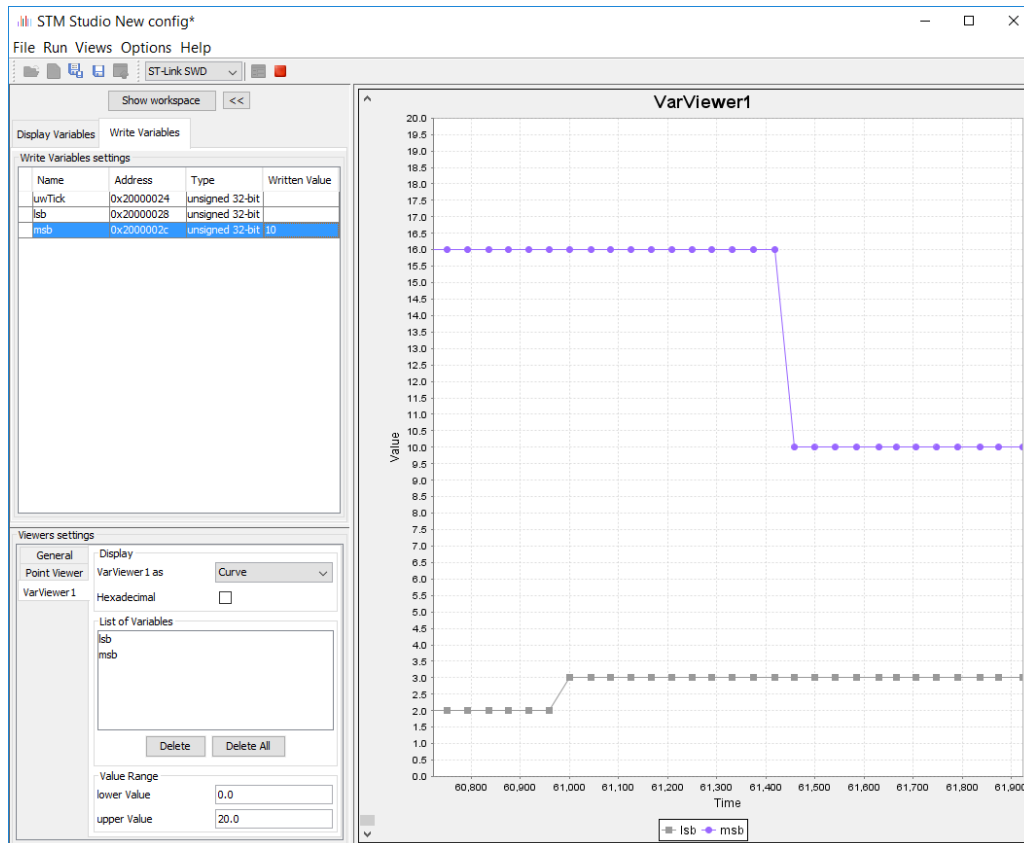 STM Studio New config*
File Run Views Options Help
ST-Link SWD
Show workspace <<
Display Variables Write Variables
Write Variables settings
Name Address Type Written Value
uwTick 0x20000024 unsigned 32-bit
lsb 0x20000028 unsigned 32-bit
msb 0x2000002c unsigned 32-bit 10
Viewers settings
General
Point Viewer
VarViewer1
Display
VarViewer1 as Curve
Hexadecimal
List of Variables
lsb
msb
Delete Delete All
Value Range
lower Value 0.0
upper Value 20.0
VarViewer1
20.0
19.5
19.0
18.5
18.0
17.5
17.0
16.5
16.0
15.5
15.0
14.5
14.0
13.5
13.0
12.5
12.0
11.5
11.0
10.5
10.0
9.5
9.0
8.5
8.0
7.5
7.0
6.5
6.0
5.5
5.0
4.5
4.0
3.5
3.0
2.5
2.0
1.5
1.0
0.5
0.0
Value
60,800 60,900 61,000 61,100 61,200 61,300 61,400 61,500 61,600 61,700 61,800 61,900
Time
lsb msb